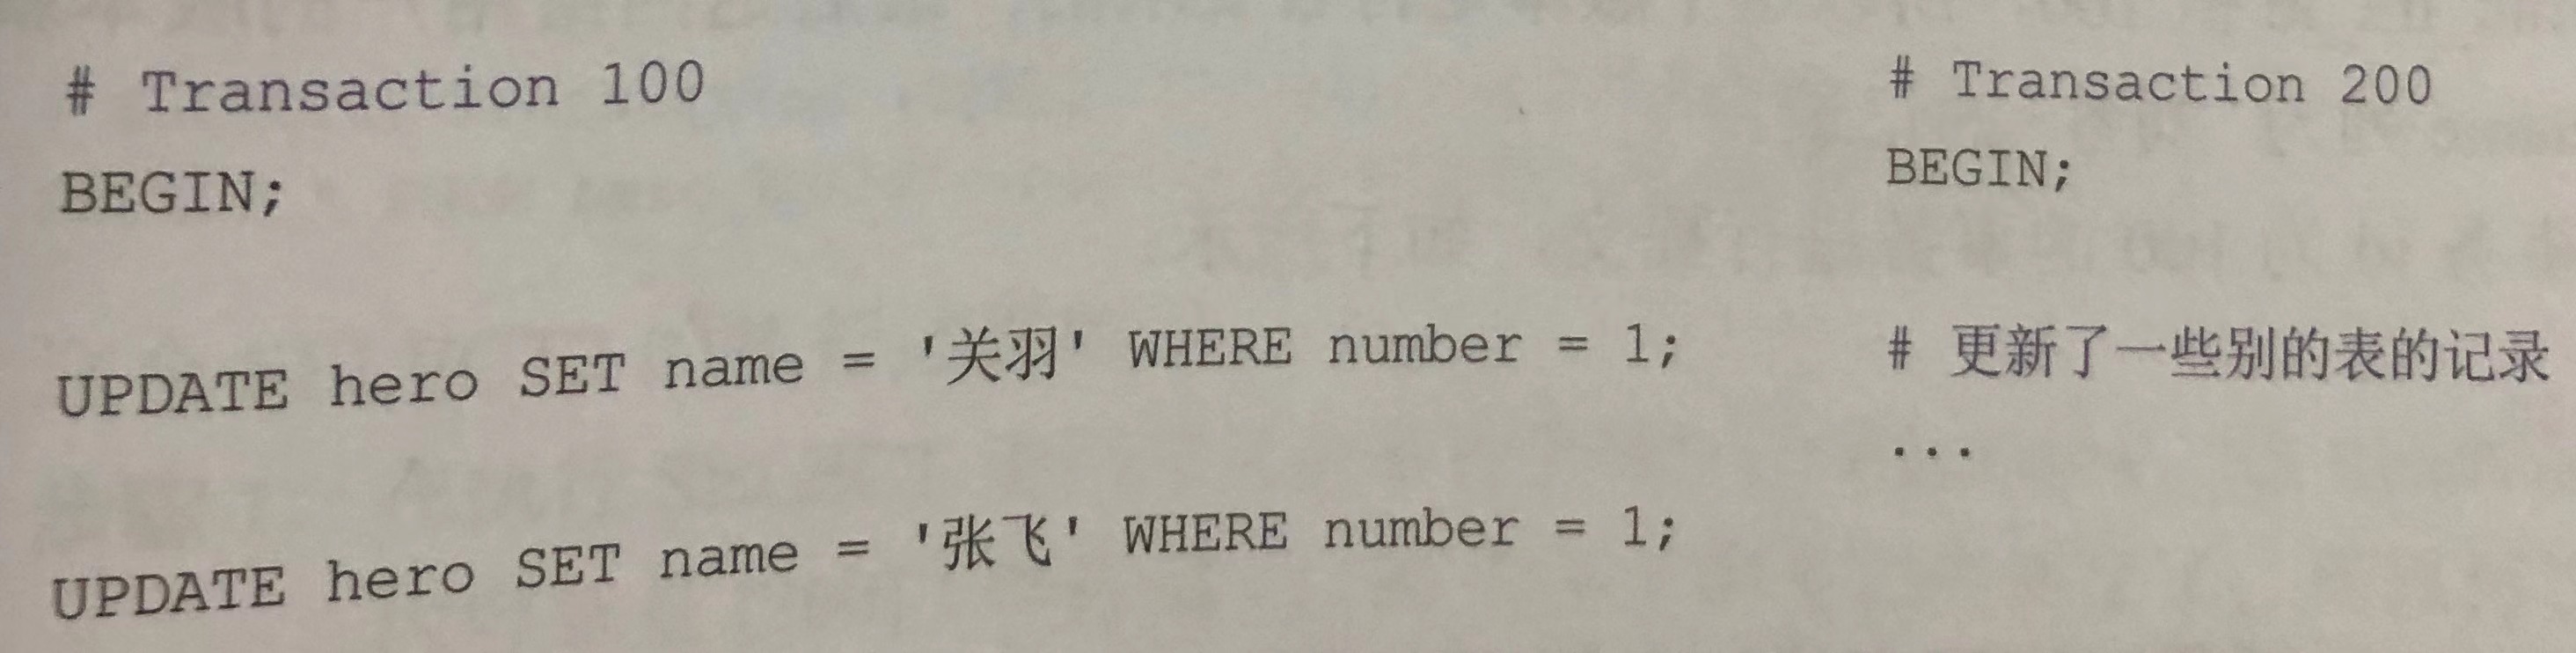 # Transaction 100
BEGIN;
UPDATE hero SET name = '关羽' WHERE number = 1;
UPDATE hero SET name = '张飞' WHERE number = 1;
# Transaction 200
BEGIN;
# 更新了一些别的表的记录
...